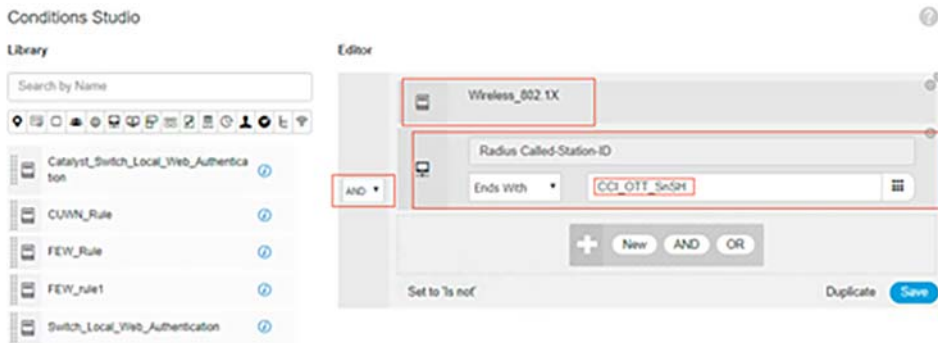 Conditions Studio
Library
Editor
Search by Name
Catalyst_Switch_Local_Web_Authentica
tion
CUWN_Rule
FEW_Rule
FEW_rule1
Switch_Local_Web_Authentication
AND
Wireless_802.1X
Radius Called-Station-ID
Ends With
CCI_OTT_SnSH
New
AND
OR
Set to 'Is not'
Duplicate
Save